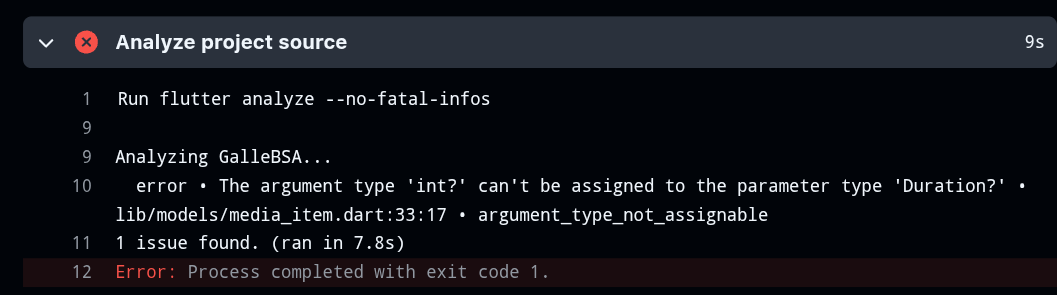 Analyze project source 9s
1 Run flutter analyze --no-fatal-infos
9
9 Analyzing GalleBSA...
10 error • The argument type 'int?' can't be assigned to the parameter type 'Duration?' •
lib/models/media_item.dart:33:17 • argument_type_not_assignable
11 1 issue found. (ran in 7.8s)
12 Error: Process completed with exit code 1.